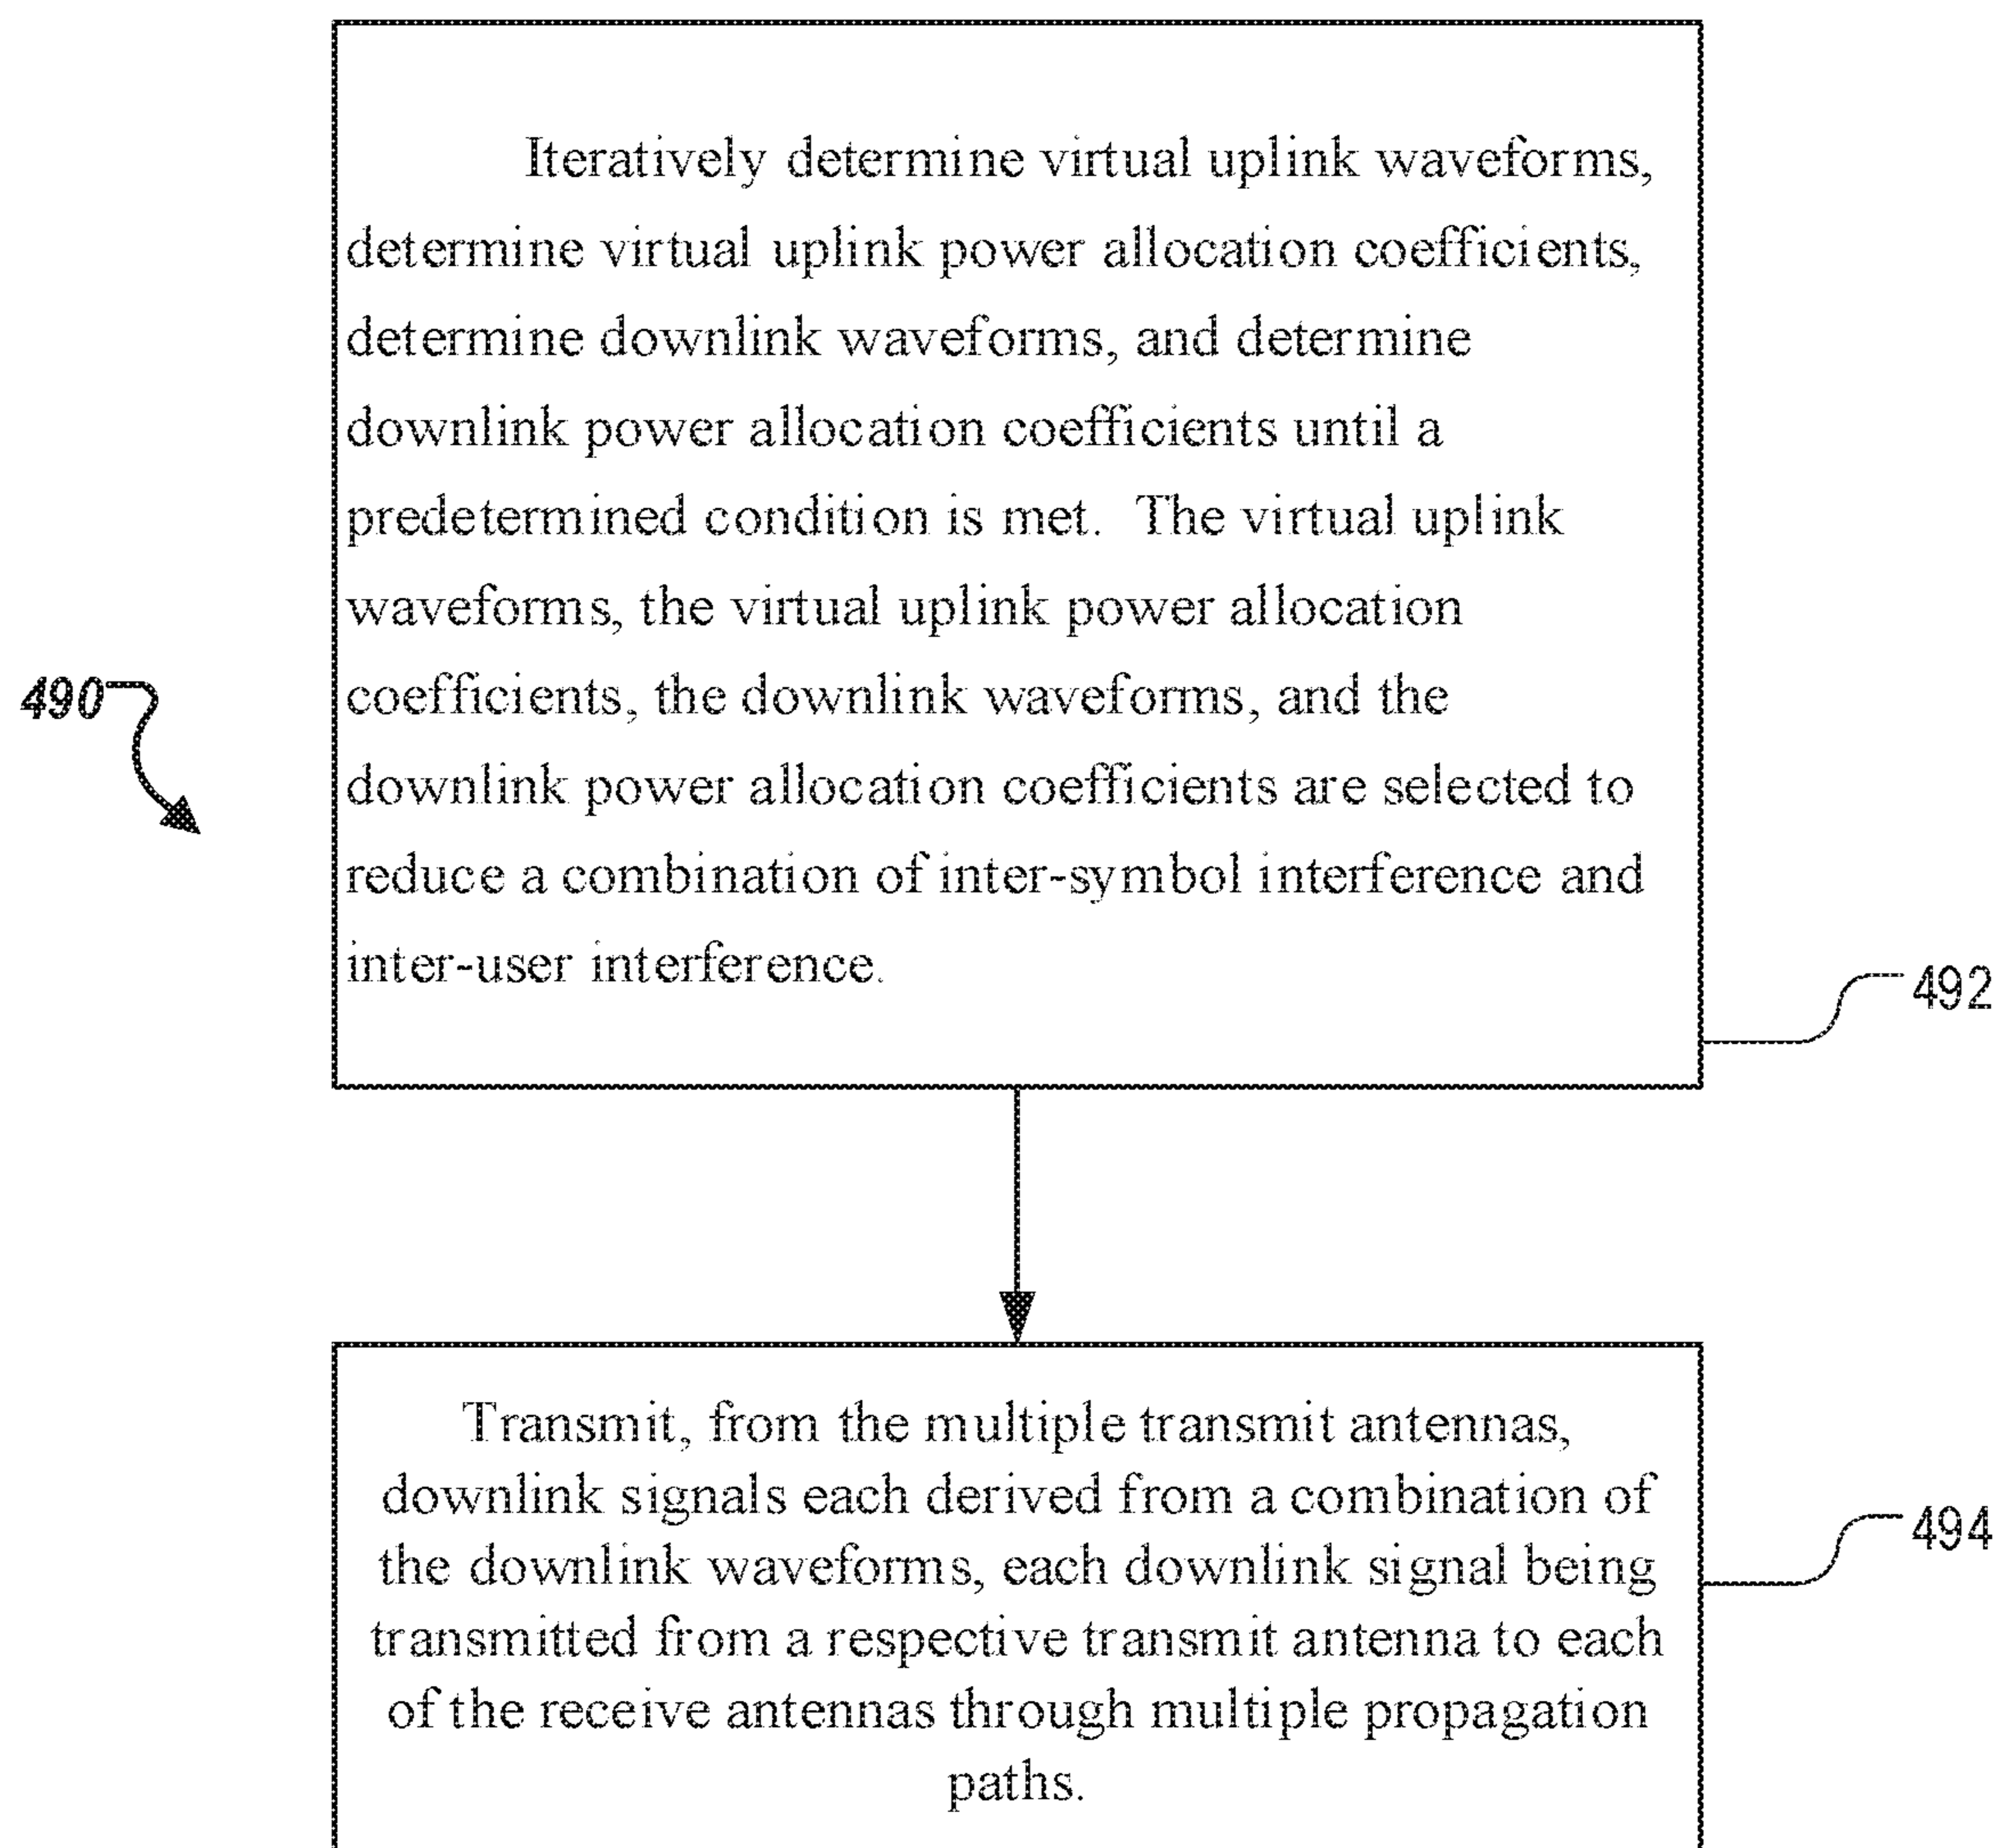 Iteratively determine virtual uplink waveforms,
determine virtual uplink power allocation coefficients,
determine downlink waveforms, and determine
downlink power allocation coefficients until a
predetermined condition is met. The virtual uplink
waveforms, the virtual uplink power allocation
coefficients, the downlink waveforms, and the
downlink power allocation coefficients are selected to
reduce a combination of inter-symbol interference and
inter-user interference.
490
492
Transmit, from the multiple transmit antennas,
downlink signals each derived from a combination of
the downlink waveforms, each downlink signal being
transmitted from a respective transmit antenna to each
of the receive antennas through multiple propagation
paths.
494